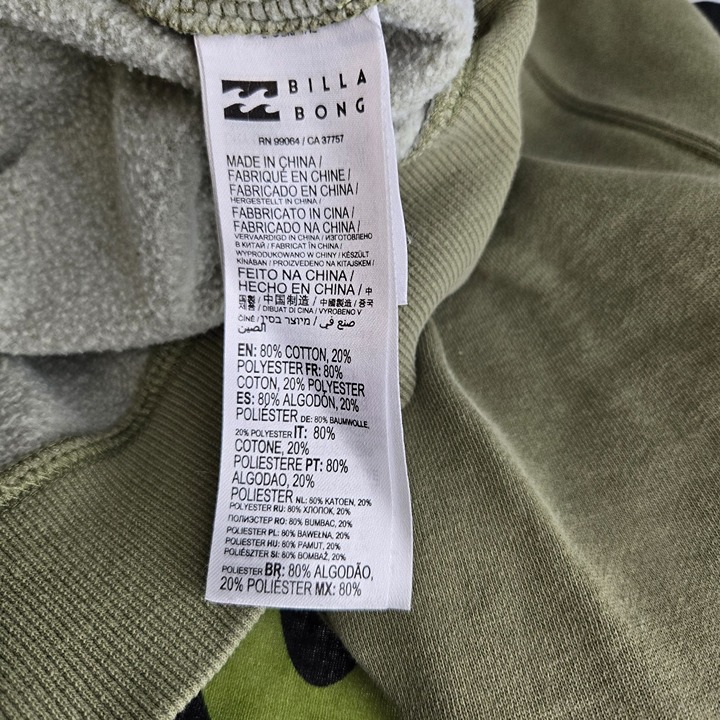 BILLA
BONG
RN 99064 / CA 37757
MADE IN CHINA /
FABRIQUÉ EN CHINE /
FABRICADO EN CHINA /
HERGESTELLT IN CHINA /
FABBRICATO IN CINA /
FABRICADO NA CHINA /
VERVAARDIGD IN CHINA / ИЗГОТОВЛЕНО
В КИТАЙ / FABRICAT ÎN CHINA /
WYPRODUKOWANO W CHINY / KÉSZÜLT
KÍNÁBAN / PROIZVEDENO NA KITAJSKEM /
FEITO NA CHINA /
HECHO EN CHINA / 中
国製 / 中国制造 / 中國製造 / 중국
/ DIBUAT DI CINA / VYROBENO V
ČÍNĚ / מיוצר בסין / صنع في
الصين
EN: 80% COTTON, 20%
POLYESTER FR: 80%
COTON, 20% POLYESTER
ES: 80% ALGODÓN, 20%
POLIÉSTER DE: 80% BAUMWOLLE,
20% POLYESTER IT: 80%
COTONE, 20%
POLIESTERE PT: 80%
ALGODAO, 20%
POLIESTER NL: 80% KATOEN, 20%
POLYESTER RU: 80% ХЛОПОК, 20%
ПОЛИЭСТЕР RO: 80% BUMBAC, 20%
POLIESTER PL: 80% BAWEŁNA, 20%
POLIESTER HU: 80% PAMUT, 20%
POLIÉSZTER SI: 80% BOMBAŽ, 20%
POLIESTER BR: 80% ALGODÃO,
20% POLIÉSTER MX: 80%